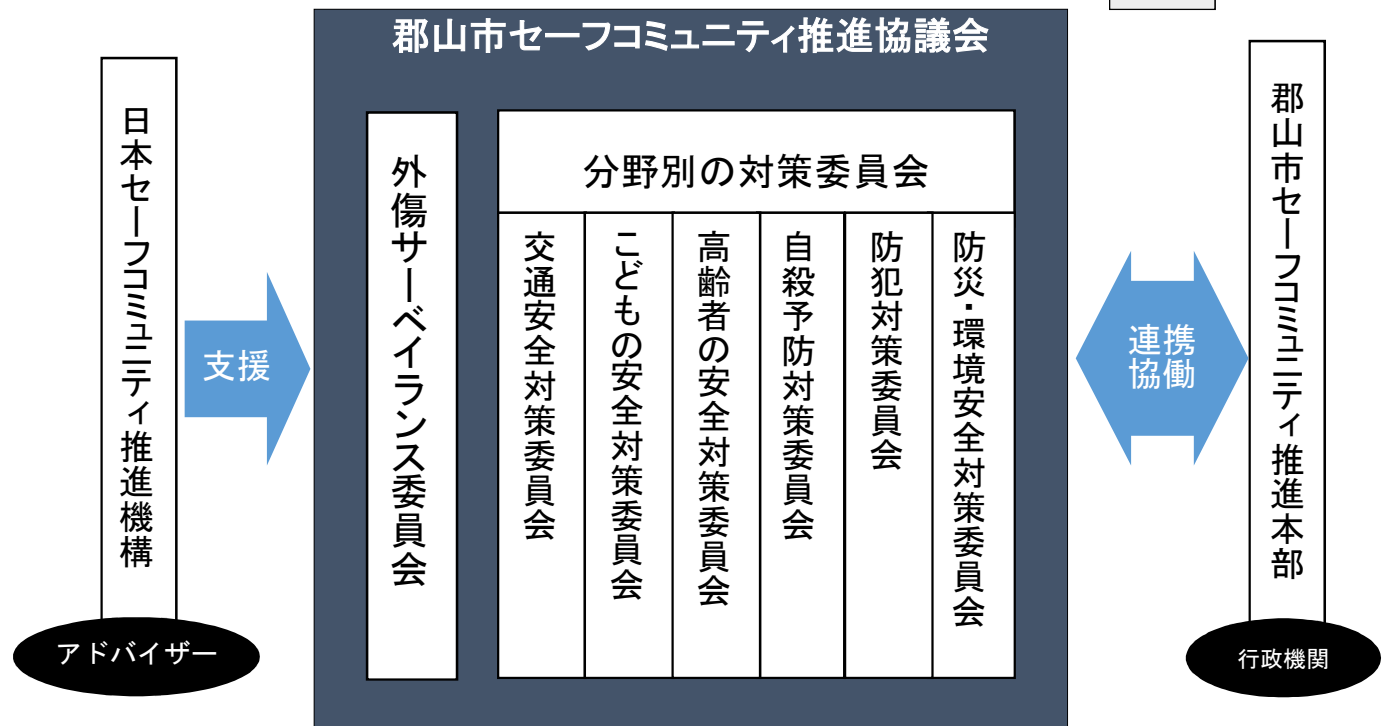 郡山市セーフコミュニティ推進協議会
日本セーフコミュニティ推進機構
アドバイザー
支援
外傷サーベイランス委員会
分野別の対策委員会
交通安全対策委員会
こどもの安全対策委員会
高齢者の安全対策委員会
自殺予防対策委員会
防犯対策委員会
防災・環境安全対策委員会
連携
協働
郡山市セーフコミュニティ推進本部
行政機関